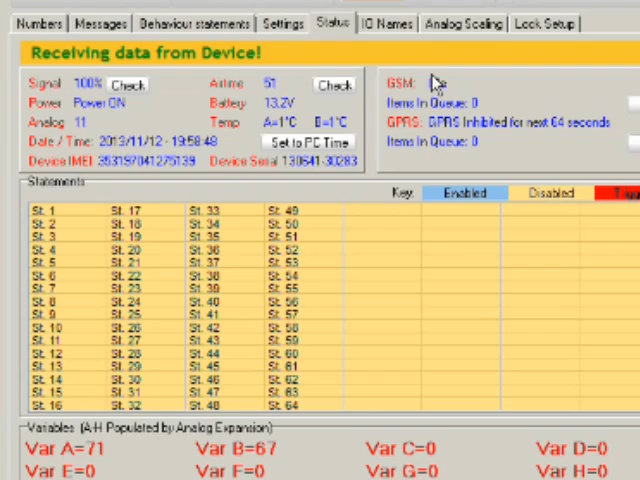 Numbers Messages Behaviour statements Settings Status IO Names Analog Scaling Lock Setup
Receiving data from Device!
Signal 100% Check Airtime 51 Check GSM:
Power Power ON Battery 13.2V Items In Queue: 0
Analog 11 Temp A=1°C B=1°C GPRS: GPRS Inhibited for next 64 seconds
Date / Time: 2013/11/12 - 19:58:48 Set to PC Time Items In Queue: 0
Device IMEI 353197041275139 Device Serial 130641-30283
Statements
Key: Enabled Disabled
St. 1 St. 17 St. 33 St. 49
St. 2 St. 18 St. 34 St. 50
St. 3 St. 19 St. 35 St. 51
St. 4 St. 20 St. 36 St. 52
St. 5 St. 21 St. 37 St. 53
St. 6 St. 22 St. 38 St. 54
St. 7 St. 23 St. 39 St. 55
St. 8 St. 24 St. 40 St. 56
St. 9 St. 25 St. 41 St. 57
St. 10 St. 26 St. 42 St. 58
St. 11 St. 27 St. 43 St. 59
St. 12 St. 28 St. 44 St. 60
St. 13 St. 29 St. 45 St. 61
St. 14 St. 30 St. 46 St. 62
St. 15 St. 31 St. 47 St. 63
St. 16 St. 32 St. 48 St. 64
Variables (A-H Populated by Analog Expansion)
Var A=71 Var B=67 Var C=0 Var D=0
Var E=0 Var F=0 Var G=0 Var H=0